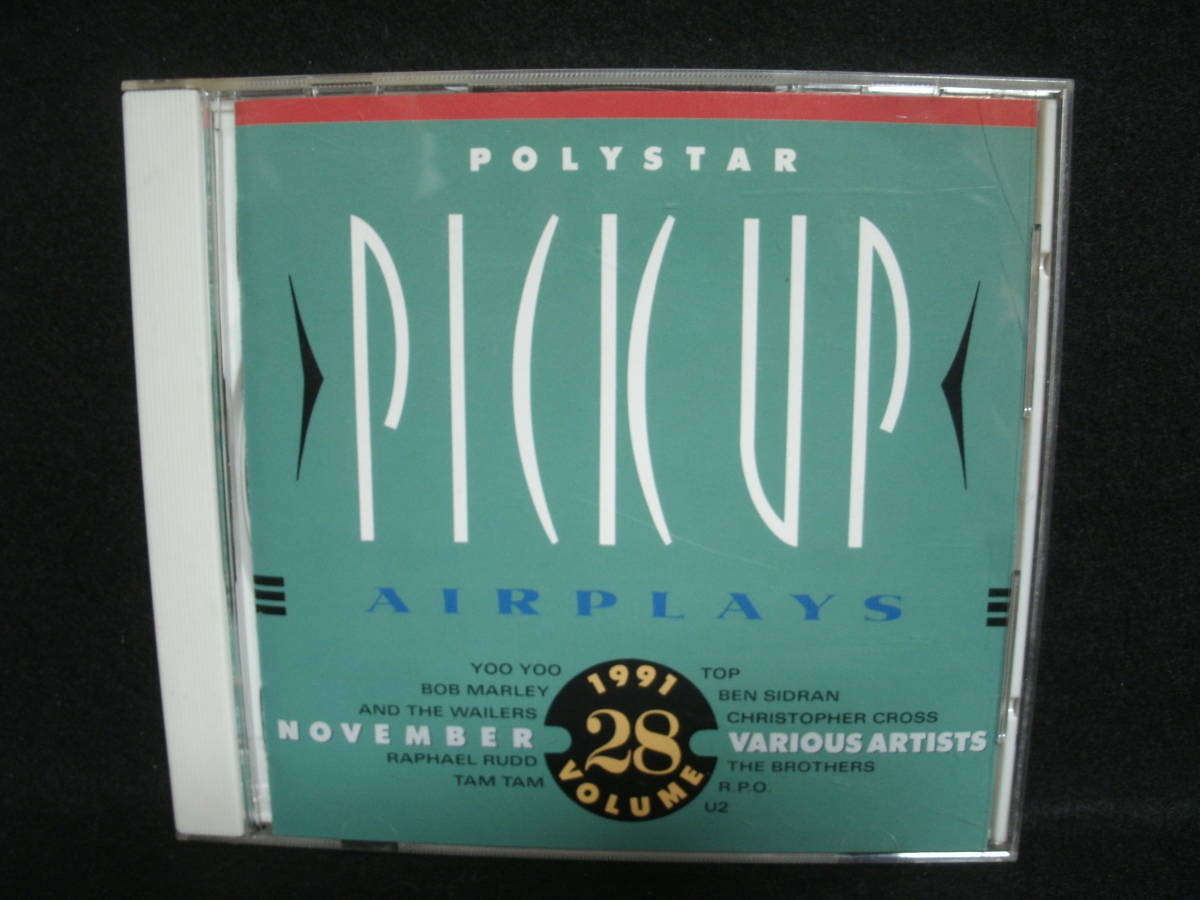 POLYSTAR
PICK UP
AIRPLAYS
YOO YOO
BOB MARLEY
AND THE WAILERS
NOVEMBER
RAPHAEL RUDD
TAM TAM
1991
28
VOLUME
TOP
BEN SIDRAN
CHRISTOPHER CROSS
VARIOUS ARTISTS
THE BROTHERS
R.P.O.
U2